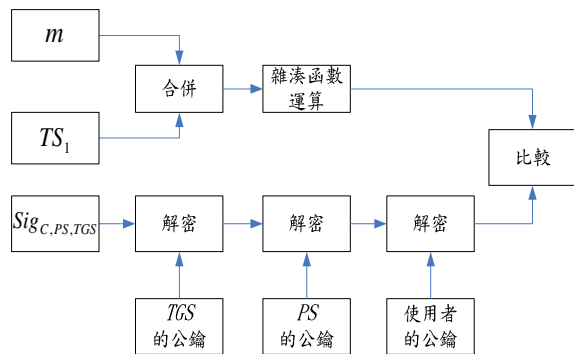 m
合併
雜湊函數
運算
TS₁
比較
Sig_{C,PS,TGS}
解密
解密
解密
TGS
的公鑰
PS
的公鑰
使用者
的公鑰